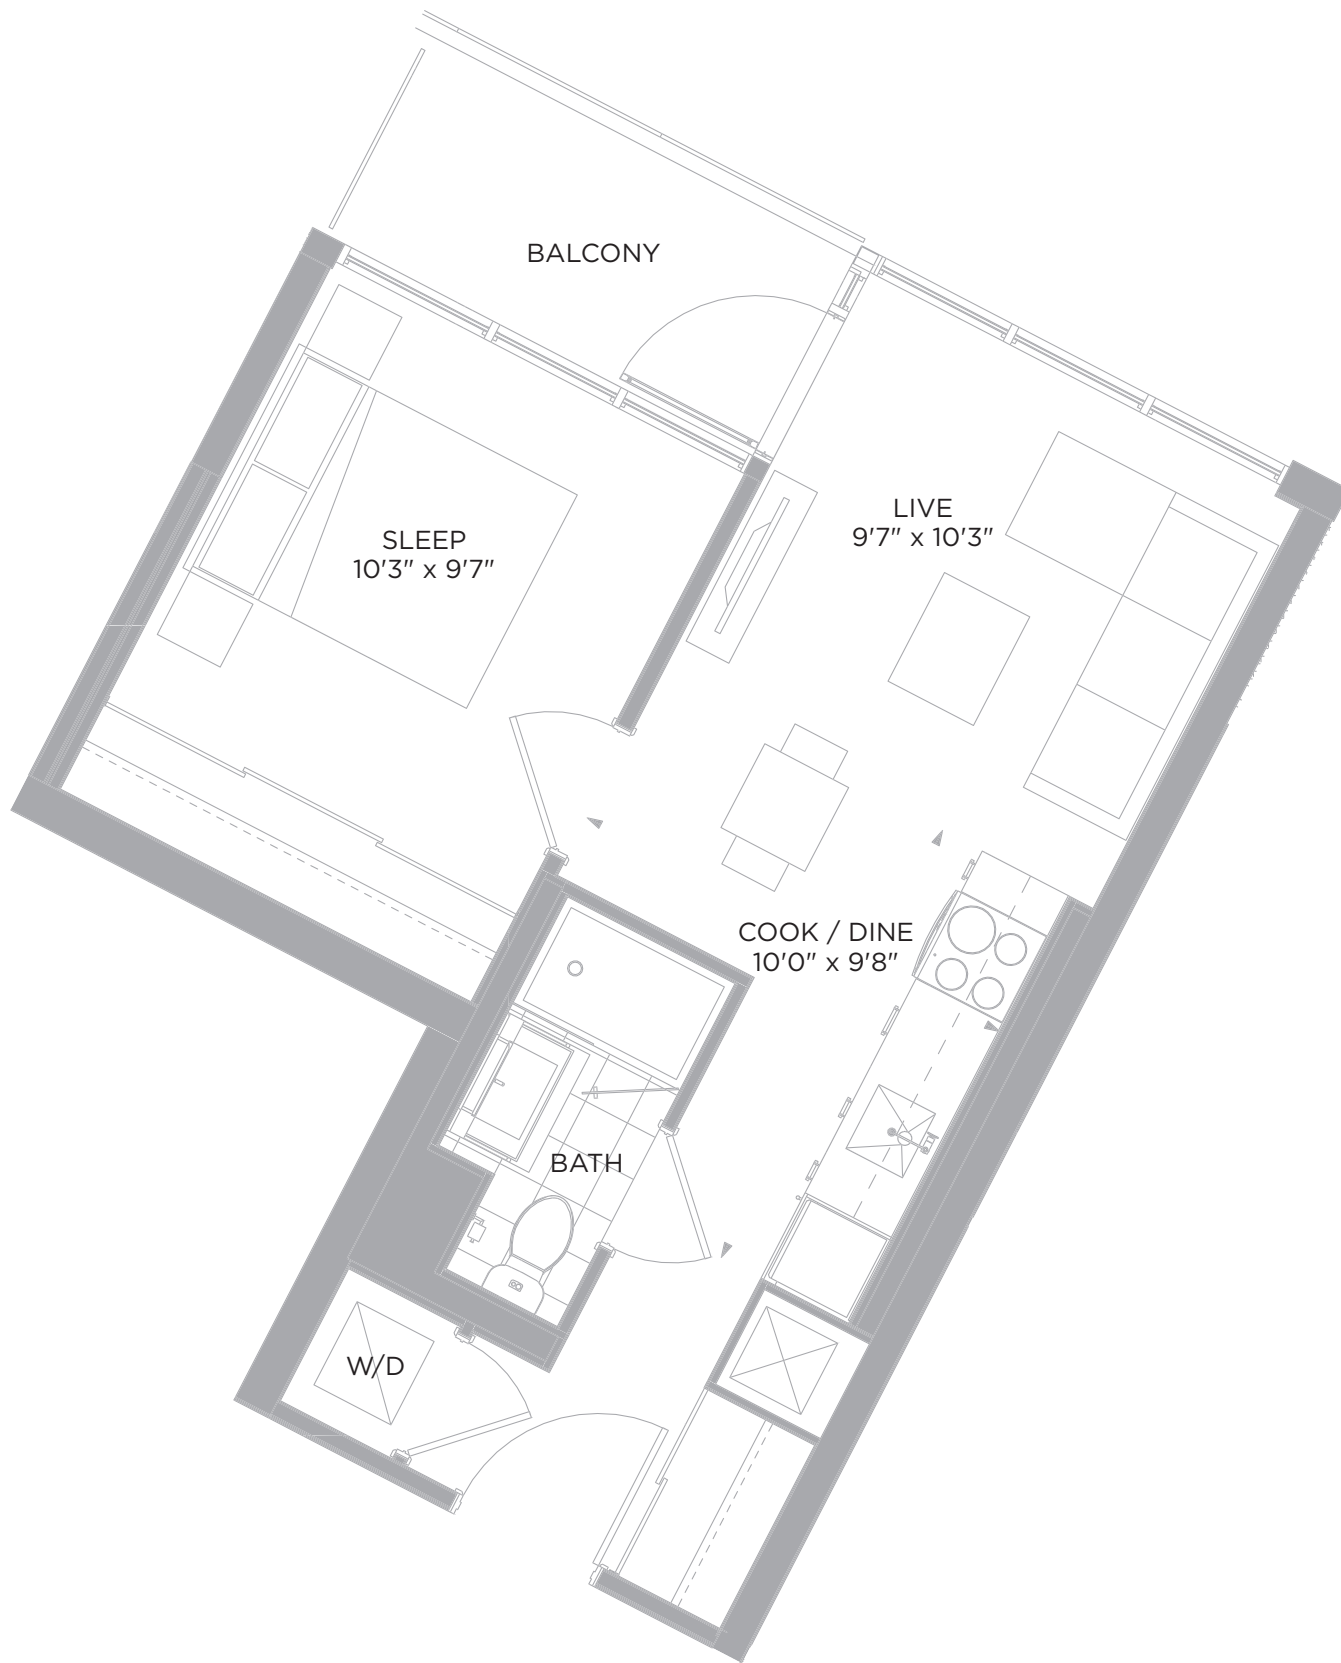 BALCONY
LIVE
9'7" x 10'3"
SLEEP
10'3" x 9'7"
COOK / DINE
10'0" x 9'8"
BATH
W/D